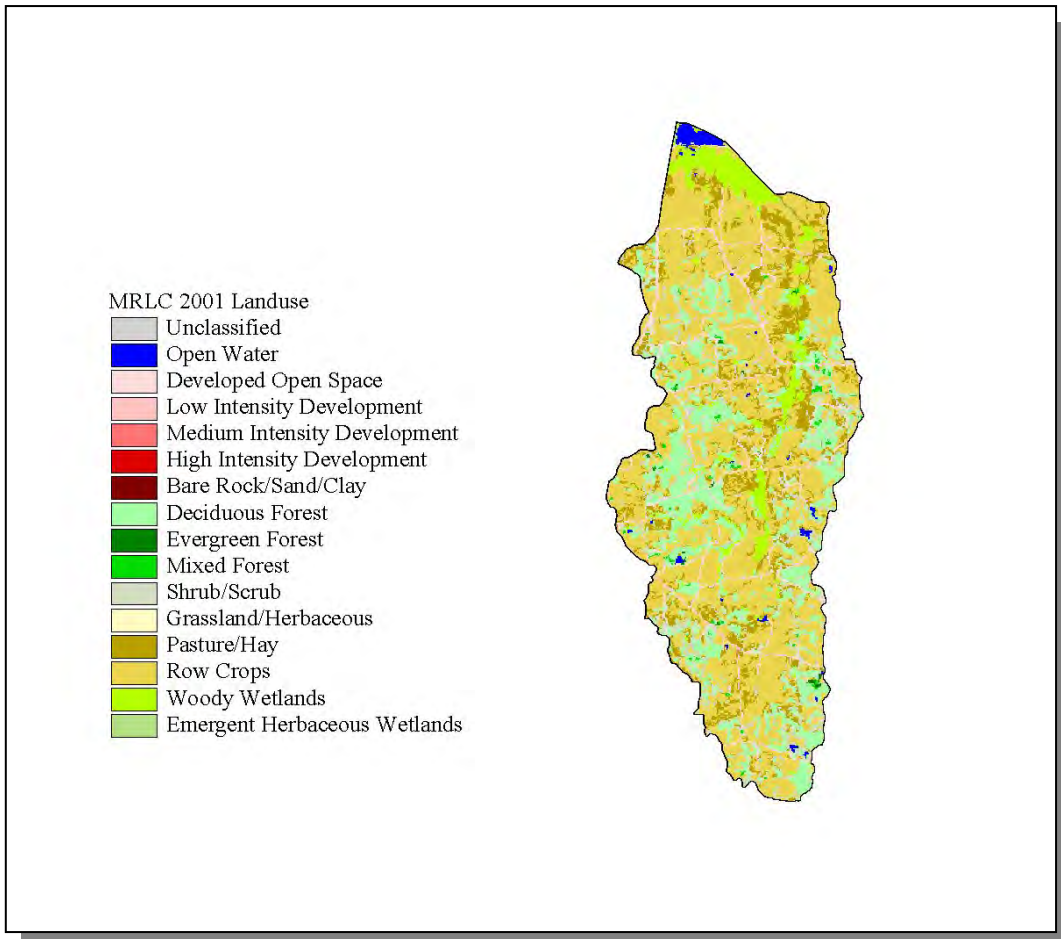 MRLC 2001 Landuse
Unclassified
Open Water
Developed Open Space
Low Intensity Development
Medium Intensity Development
High Intensity Development
Bare Rock/Sand/Clay
Deciduous Forest
Evergreen Forest
Mixed Forest
Shrub/Scrub
Grassland/Herbaceous
Pasture/Hay
Row Crops
Woody Wetlands
Emergent Herbaceous Wetlands